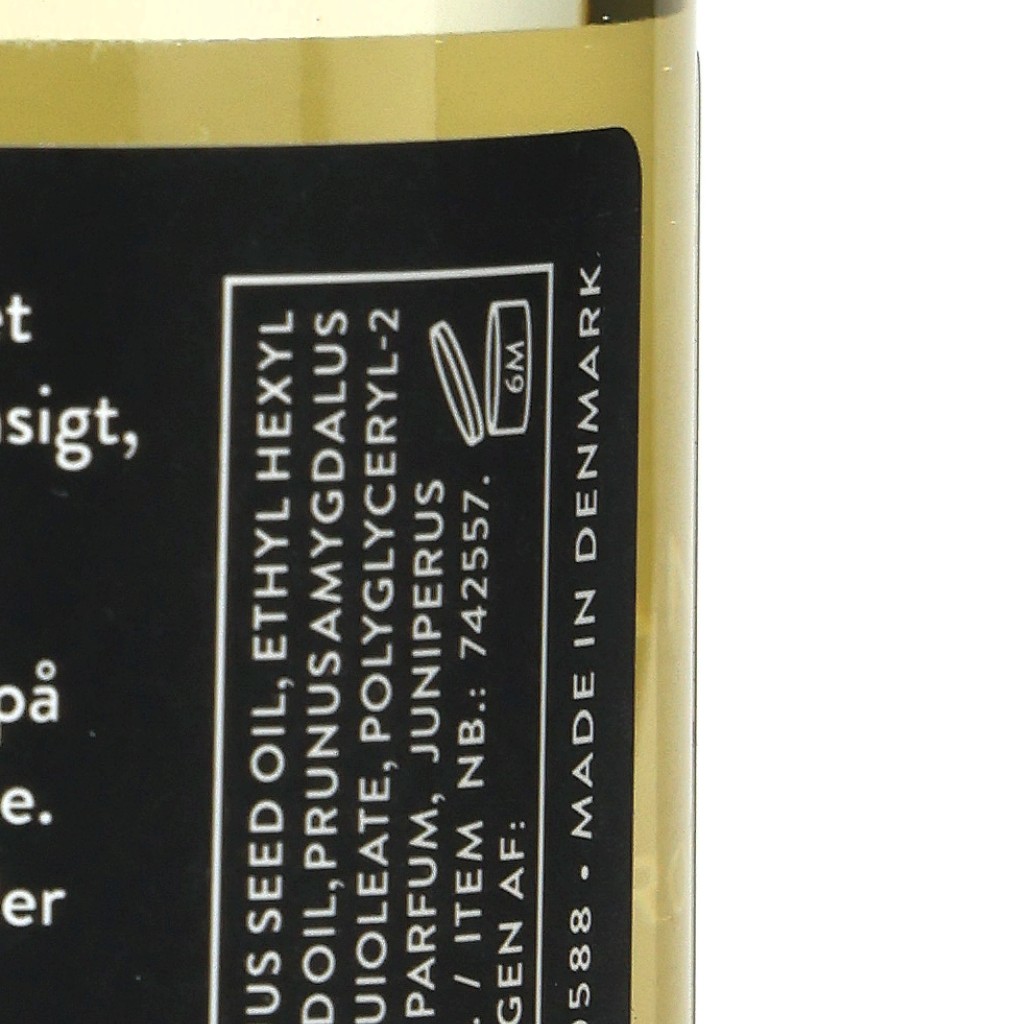 et
sigt,
på
e.
er
US SEED OIL, ETHYL HEXYL
DOIL, PRUNUS AMYGDALUS
UIOLEATE, POLYGLYCERYL-2
PARFUM, JUNIPERUS
/ ITEM NB.: 742557.
GEN AF:
6M
588 • MADE IN DENMARK.